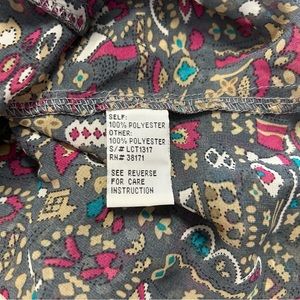 SELF:
100% POLYESTER
OTHER:
100% POLYESTER
S/# LCT1317
RN# 38171
SEE REVERSE
FOR CARE
INSTRUCTION